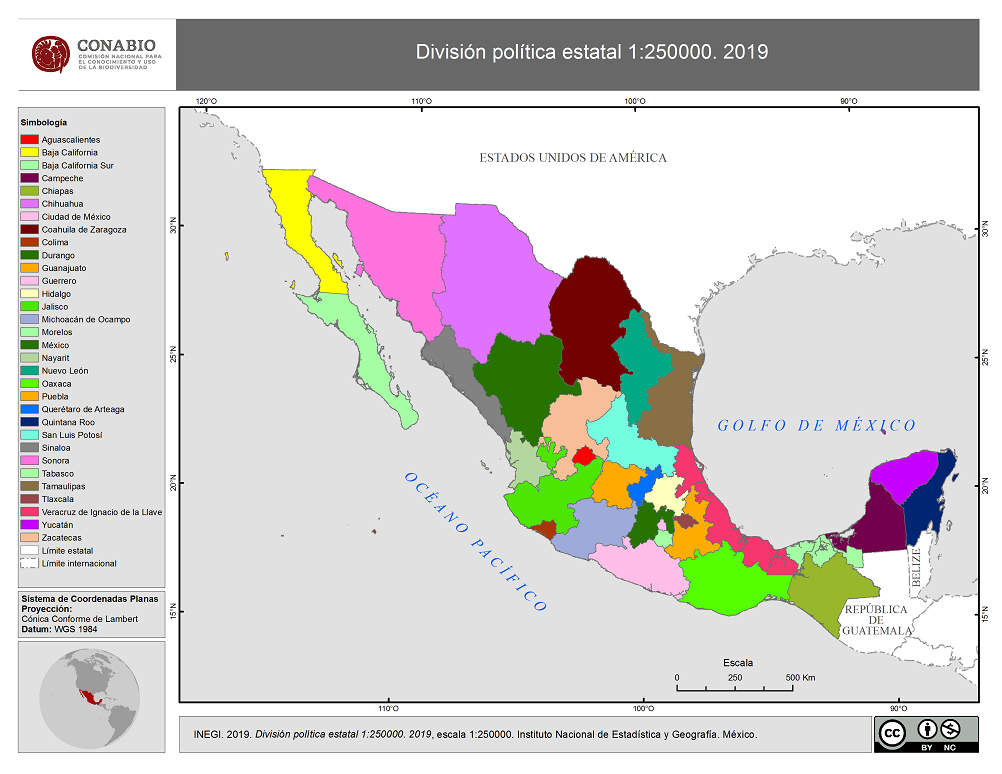 CONABIO
COMISIÓN NACIONAL PARA
EL CONOCIMIENTO Y USO
DE LA BIODIVERSIDAD
División política estatal 1:250000. 2019
120°O
110°O
100°O
90°O
Simbología
Aguascalientes
Baja California
Baja California Sur
Campeche
Chiapas
Chihuahua
Ciudad de México
Coahuila de Zaragoza
Colima
Durango
Guanajuato
Guerrero
Hidalgo
Jalisco
Michoacán de Ocampo
Morelos
México
Nayarit
Nuevo León
Oaxaca
Puebla
Querétaro de Arteaga
Quintana Roo
San Luis Potosí
Sinaloa
Sonora
Tabasco
Tamaulipas
Tlaxcala
Veracruz de Ignacio de la Llave
Yucatán
Zacatecas
Límite estatal
Límite internacional
Sistema de Coordenadas Planas
Proyección:
Cónica Conforme de Lambert
Datum: WGS 1984
30°N
25°N
20°N
15°N
ESTADOS UNIDOS DE AMÉRICA
GOLFO DE MÉXICO
OCÉANO PACÍFICO
BELIZE
REPÚBLICA
DE
GUATEMALA
30°N
25°N
20°N
15°N
Escala
0 250 500 Km
110°O
100°O
90°O
INEGI. 2019. División política estatal 1:250000. 2019, escala 1:250000. Instituto Nacional de Estadística y Geografía. México.
cc
BY NC